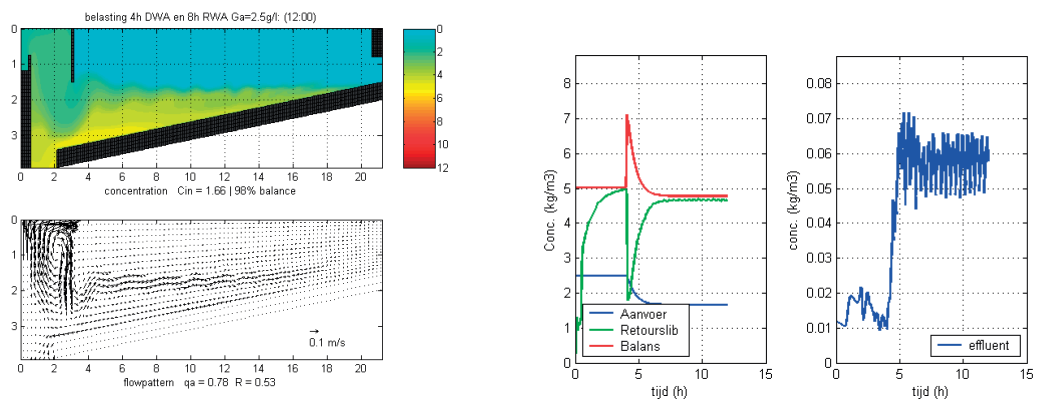 belasting 4h DWA en 8h RWA Ga=2.5g/l: (12:00)
0
1
2
3
0 2 4 6 8 10 12 14 16 18 20
0
2
4
6
8
10
12
concentration Cin = 1.66 | 98% balance
0
1
2
3
0.1 m/s
0 2 4 6 8 10 12 14 16 18 20
flowpattern qa = 0.78 R = 0.53
Conc. (kg/m3)
8
7
6
5
4
3
2
1
0
Aanvoer
Retourslib
Balans
0 5 10 15
tijd (h)
conc. (kg/m3)
0.08
0.07
0.06
0.05
0.04
0.03
0.02
0.01
0
effluent
0 5 10 15
tijd (h)